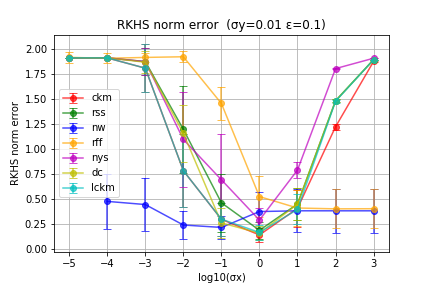 RKHS norm error (σy=0.01 ε=0.1)
RKHS norm error
2.00
1.75
1.50
1.25
1.00
0.75
0.50
0.25
0.00
ckm
rss
nw
rff
nys
dc
lckm
−5 −4 −3 −2 −1 0 1 2 3
log10(σx)